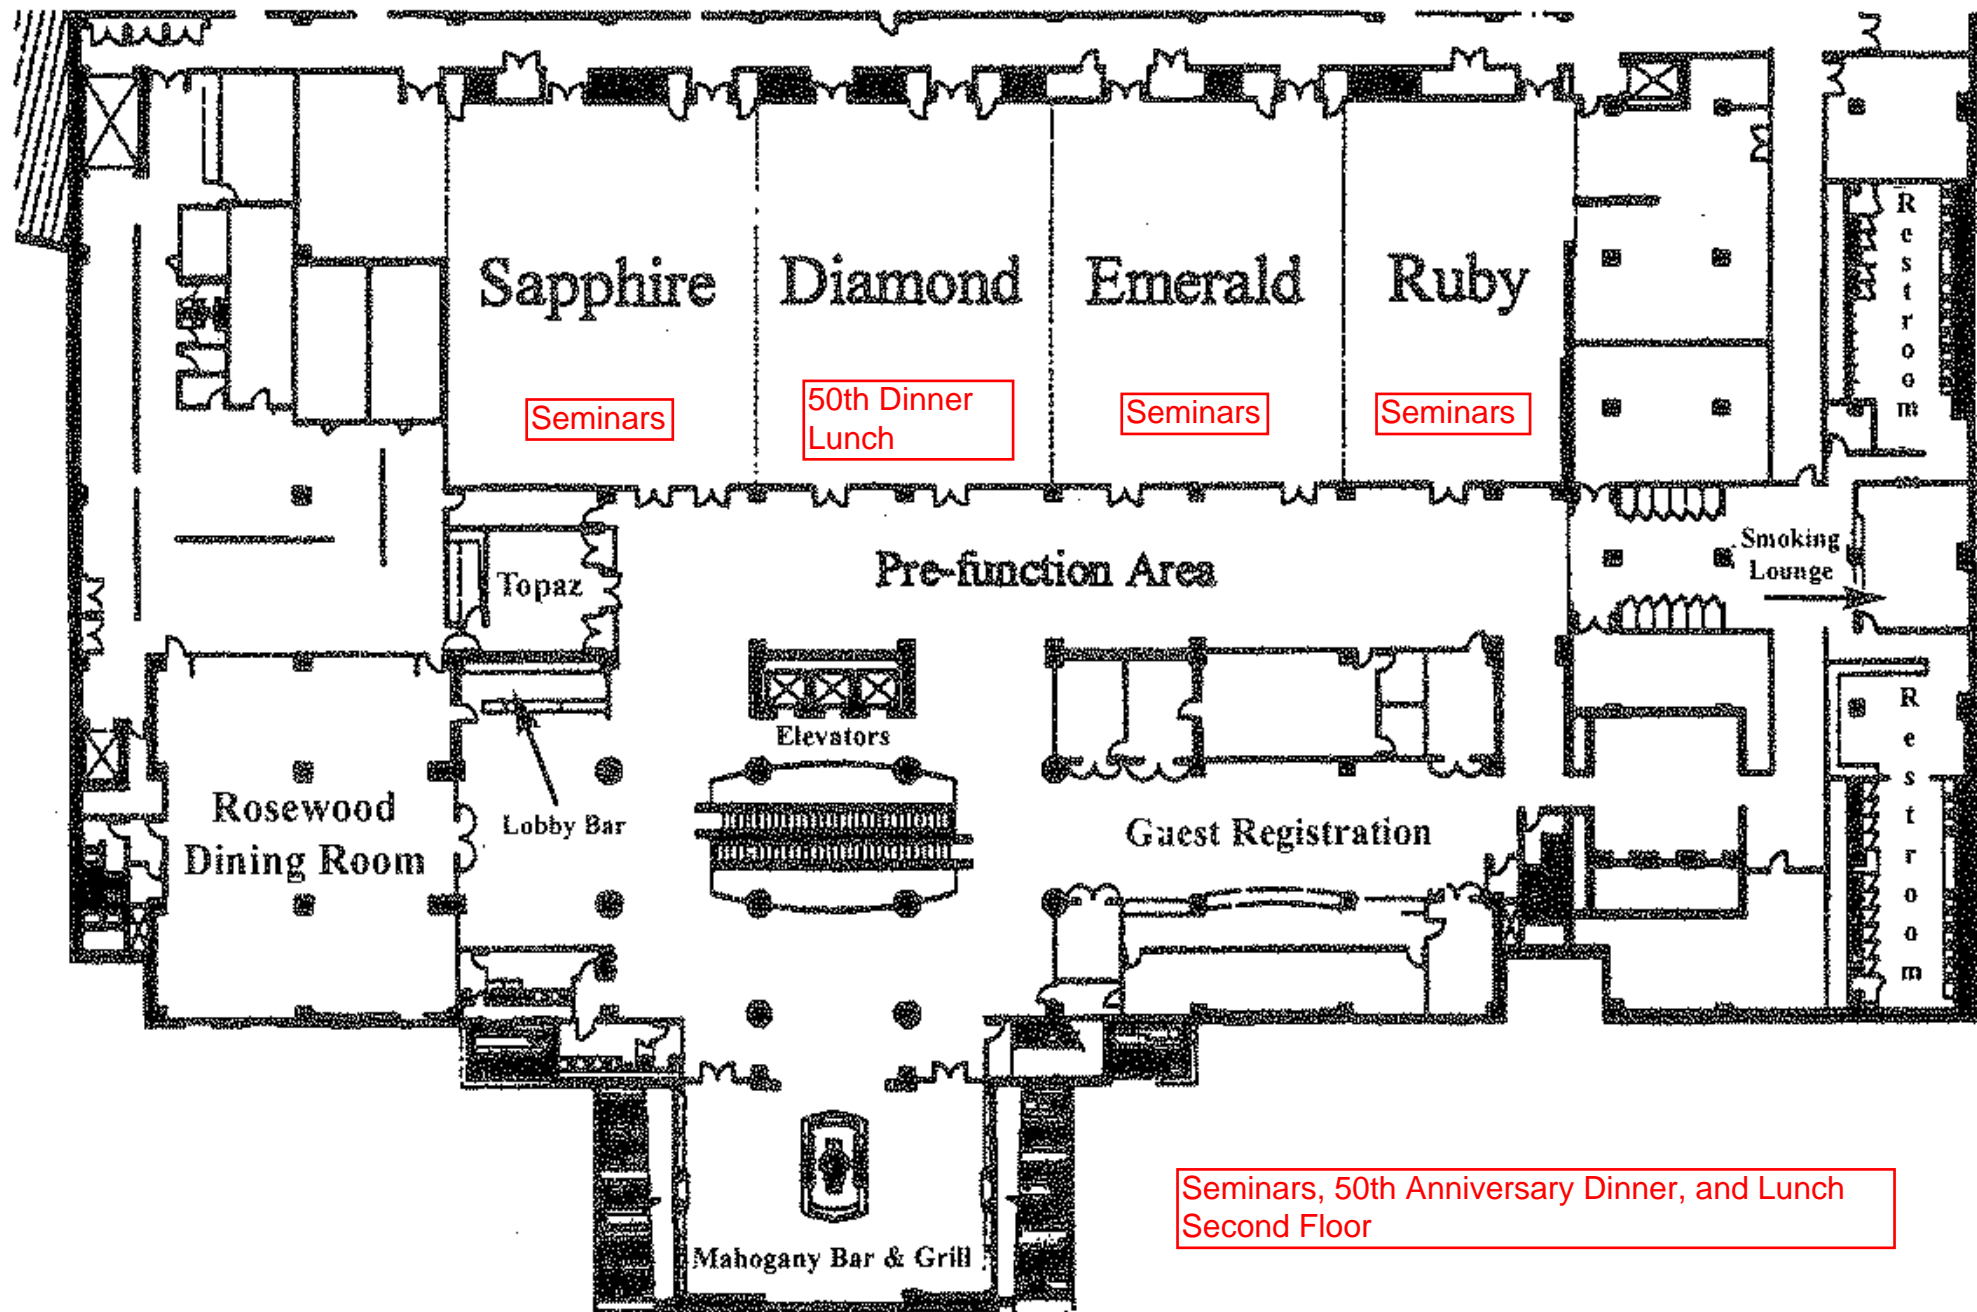 Sapphire
Diamond
Emerald
Ruby
Restroom
Seminars
50th Dinner
Lunch
Seminars
Seminars
Pre-function Area
Smoking
Lounge
Topaz
Elevators
Restroom
Rosewood
Dining Room
Lobby Bar
Guest Registration
Mahogany Bar & Grill
Seminars, 50th Anniversary Dinner, and Lunch
Second Floor